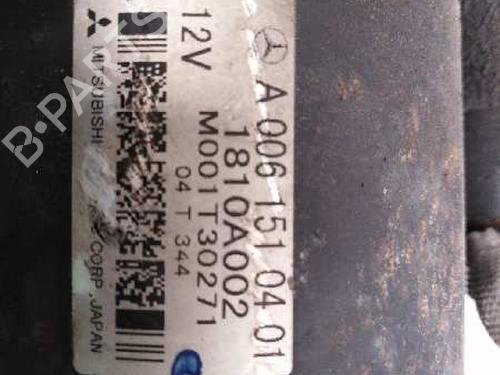 A 006 151 04 01
12V
1810A002
M001T30271
04 T 344
MITSUBISHI
CORP., JAPAN
B-PARTS